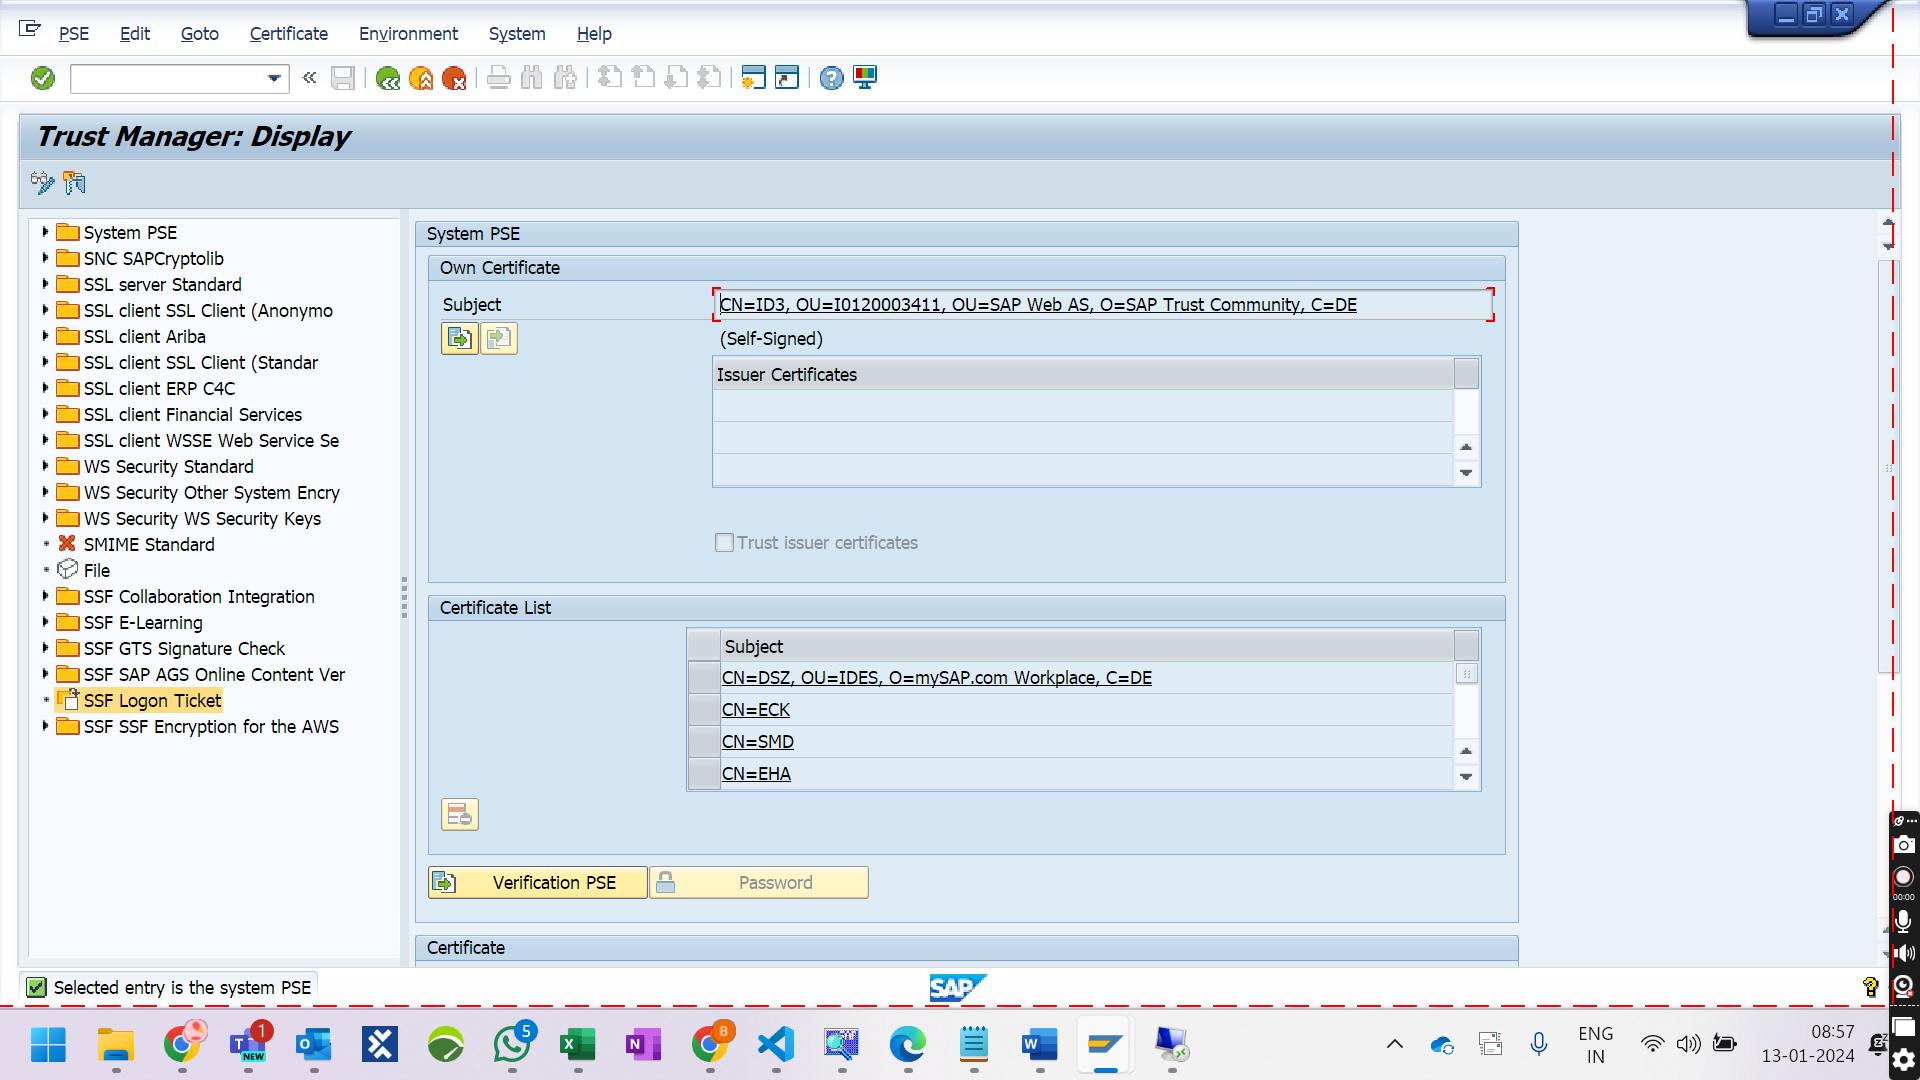 PSE Edit Goto Certificate Environment System Help
Trust Manager: Display
System PSE
SNC SAPCryptolib
SSL server Standard
SSL client SSL Client (Anonymo
SSL client Ariba
SSL client SSL Client (Standar
SSL client ERP C4C
SSL client Financial Services
SSL client WSSE Web Service Se
WS Security Standard
WS Security Other System Encry
WS Security WS Security Keys
SMIME Standard
File
SSF Collaboration Integration
SSF E-Learning
SSF GTS Signature Check
SSF SAP AGS Online Content Ver
SSF Logon Ticket
SSF SSF Encryption for the AWS
System PSE
Own Certificate
Subject CN=ID3, OU=I0120003411, OU=SAP Web AS, O=SAP Trust Community, C=DE
(Self-Signed)
Issuer Certificates
Trust issuer certificates
Certificate List
Subject
CN=DSZ, OU=IDES, O=mySAP.com Workplace, C=DE
CN=ECK
CN=SMD
CN=EHA
Verification PSE Password
Certificate
Selected entry is the system PSE
SAP
00:00
1
NEW
5
B
ENG
IN
08:57
13-01-2024